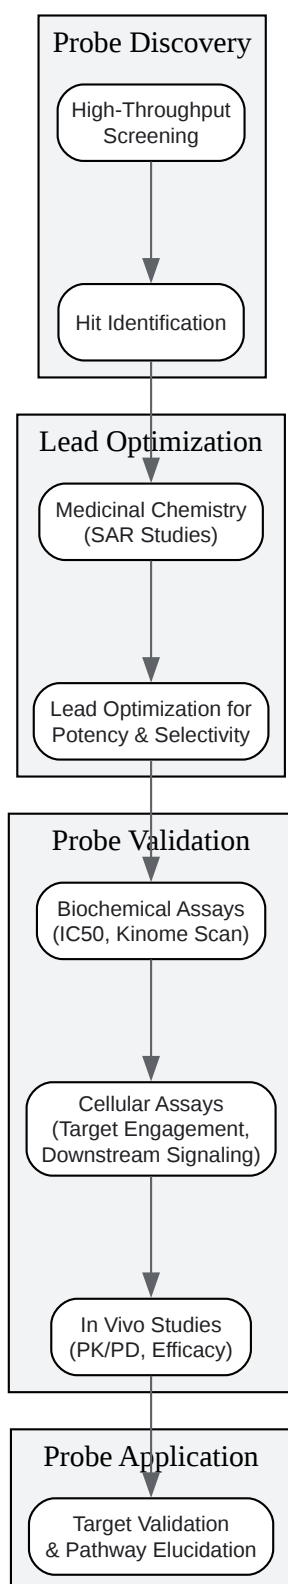 Probe Discovery
High-Throughput
Screening
Hit Identification
Lead Optimization
Medicinal Chemistry
(SAR Studies)
Lead Optimization for
Potency & Selectivity
Probe Validation
Biochemical Assays
(IC50, Kinome Scan)
Cellular Assays
(Target Engagement,
Downstream Signaling)
In Vivo Studies
(PK/PD, Efficacy)
Probe Application
Target Validation
& Pathway Elucidation